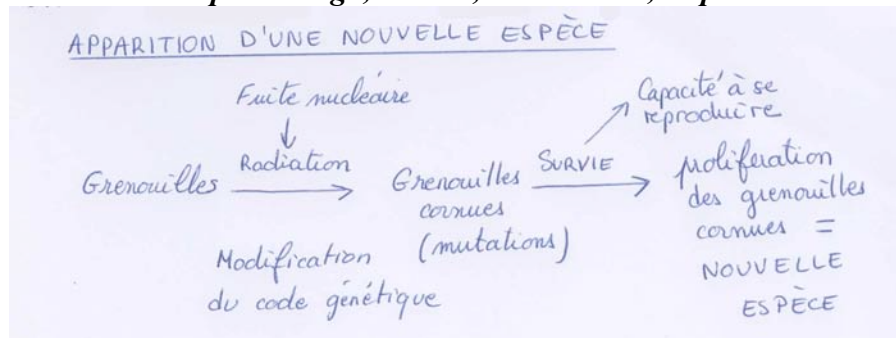 APPARITION D'UNE NOUVELLE ESPÈCE
Fuite nucléaire
Capacité à se
reproduire
Grenouilles
Radiation
Grenouilles
cornues
(mutations)
SURVIE
prolifération
des grenouilles
cornues =
NOUVELLE
ESPÈCE
Modification
du code génétique